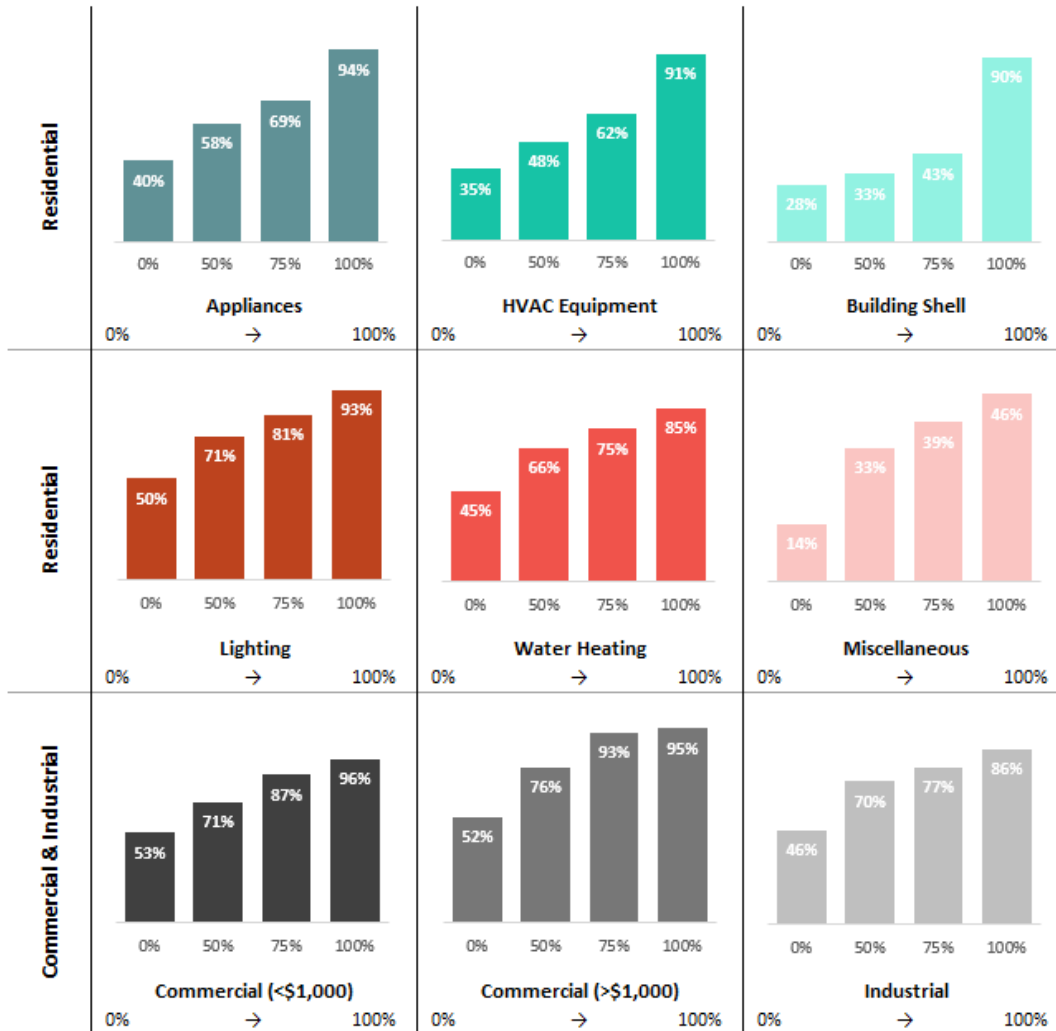 Residential
40%
58%
69%
94%
0% 50% 75% 100%
Appliances
0% → 100%
35%
48%
62%
91%
0% 50% 75% 100%
HVAC Equipment
0% → 100%
28%
33%
43%
90%
0% 50% 75% 100%
Building Shell
0% → 100%
Residential
50%
71%
81%
93%
0% 50% 75% 100%
Lighting
0% → 100%
45%
66%
75%
85%
0% 50% 75% 100%
Water Heating
0% → 100%
14%
33%
39%
46%
0% 50% 75% 100%
Miscellaneous
0% → 100%
Commercial & Industrial
53%
71%
87%
96%
0% 50% 75% 100%
Commercial (<$1,000)
0% → 100%
52%
76%
93%
95%
0% 50% 75% 100%
Commercial (>$1,000)
0% → 100%
46%
70%
77%
86%
0% 50% 75% 100%
Industrial
0% → 100%